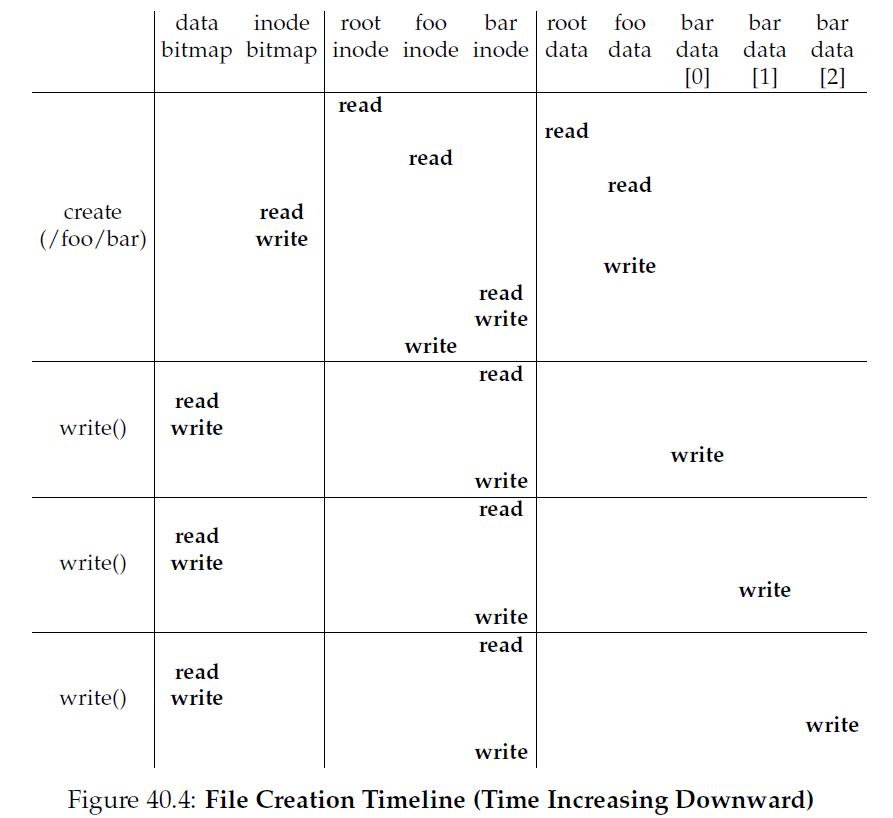 data inode root foo bar root foo bar bar bar
bitmap bitmap inode inode inode data data data data data
[0] [1] [2]
read
read
read
read
create read
(/foo/bar) write
write
read
write
write
read
read
write() write
write
write
read
read
write() write
write
write
read
read
write() write
write
write
Figure 40.4: File Creation Timeline (Time Increasing Downward)